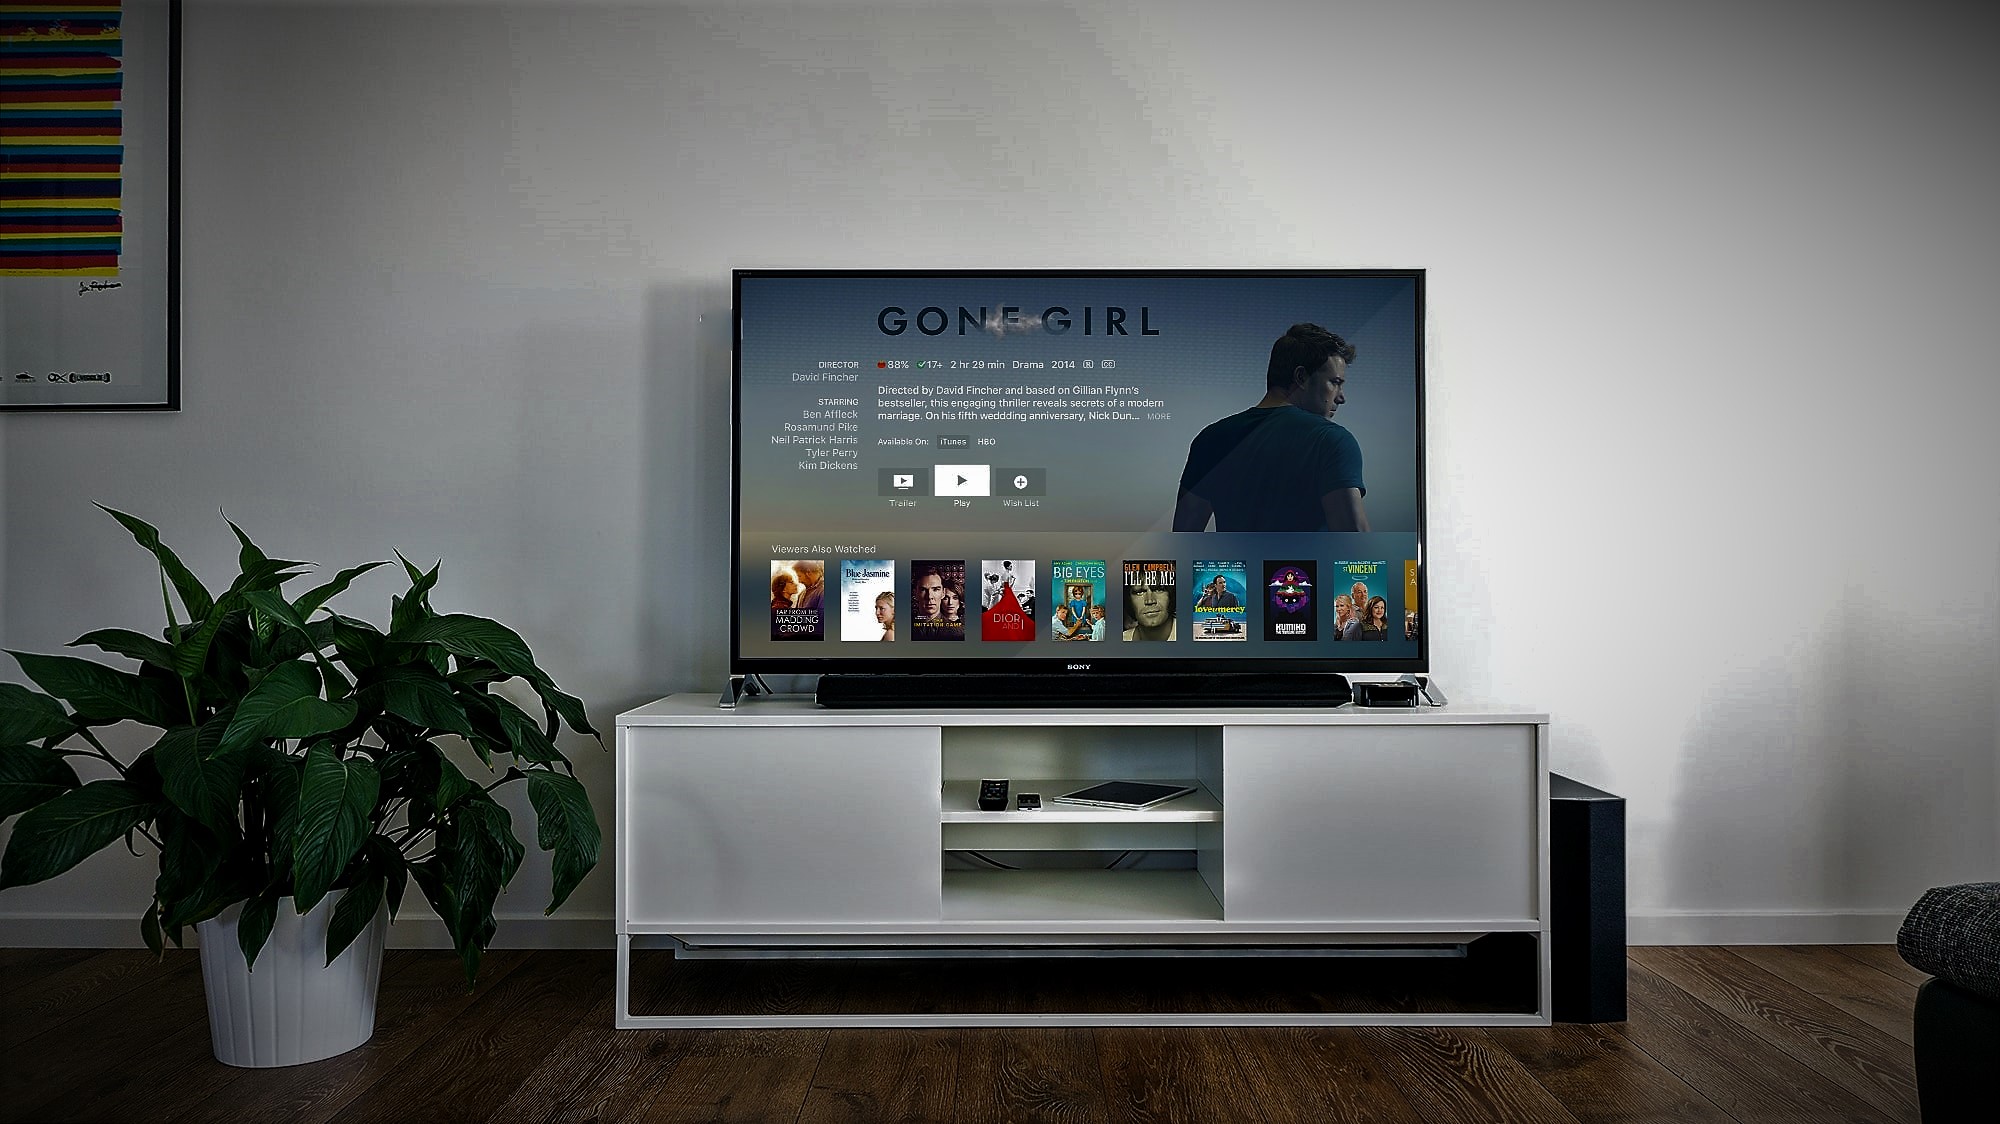 GONE GIRL
DIRECTOR
David Fincher
STARRING
Ben Affleck
Rosamund Pike
Neil Patrick Harris
Tyler Perry
Kim Dickens
88% 17+ 2 hr 29 min Drama 2014 CC
Directed by David Fincher and based on Gillian Flynn's
bestseller, this engaging thriller reveals secrets of a modern
marriage. On his fifth weddding anniversary, Nick Dun... MORE
Available On: iTunes HBO
Trailer Play Wish List
Viewers Also Watched
FAR FROM THE
MADDING
CROWD
Blue Jasmine
THE IMITATION GAME
DIOR
AND I
BIG EYES
GLEN CAMPBELL
I'LL BE ME
love&mercy
KUMIKO
ST. VINCENT
S
A
SONY